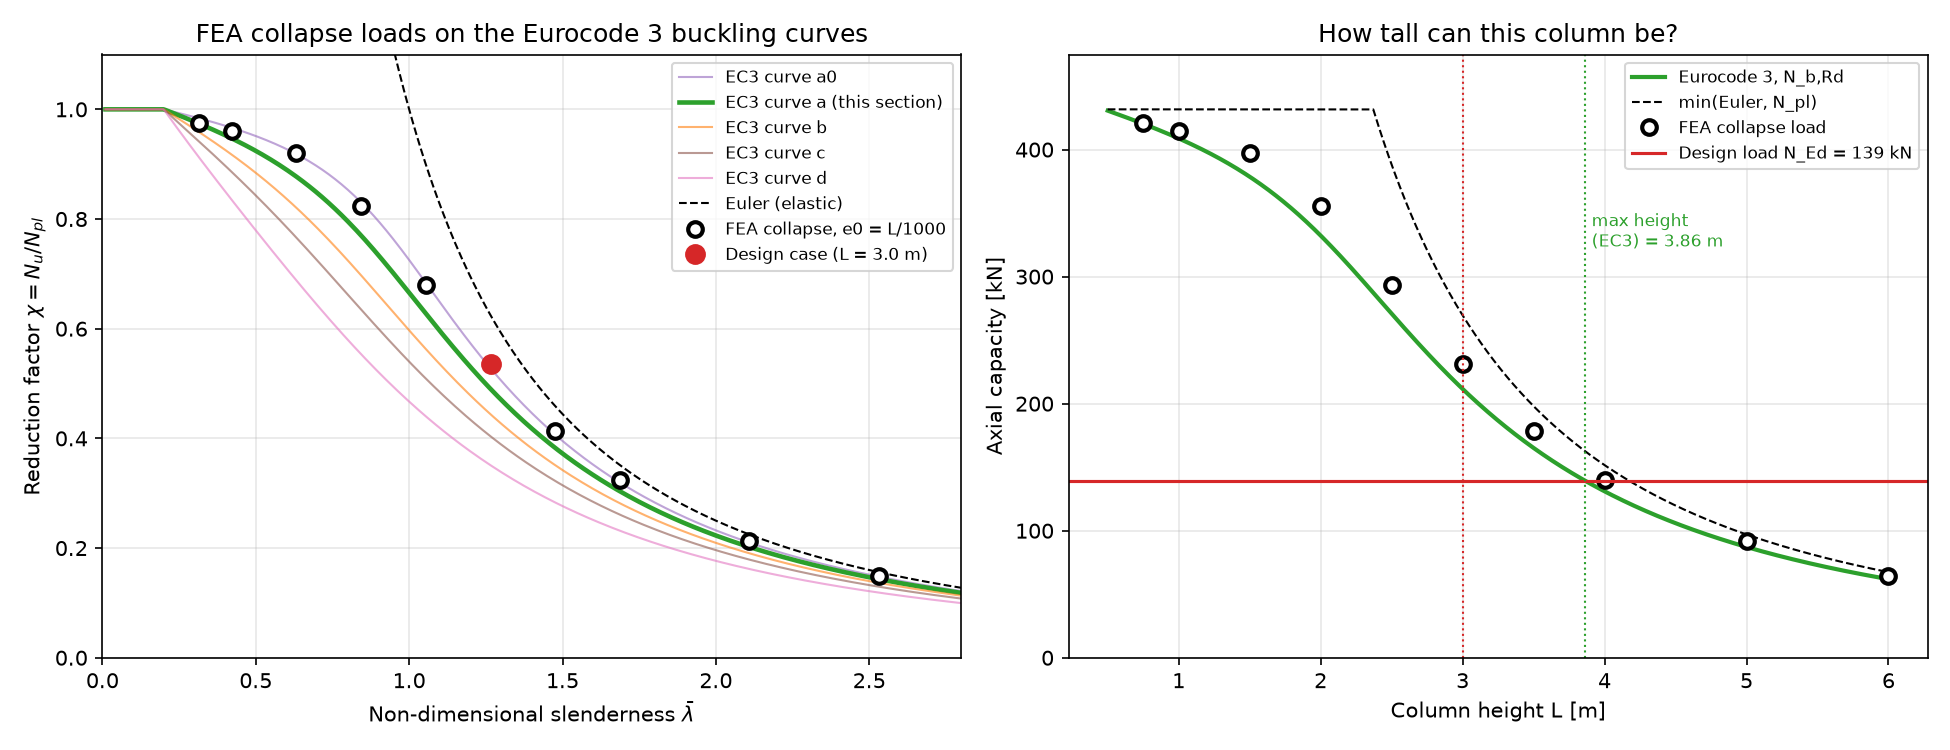 FEA collapse loads on the Eurocode 3 buckling curves
Reduction factor χ = N_u/N_pl
1.0
0.8
0.6
0.4
0.2
0.0
EC3 curve a0
EC3 curve a (this section)
EC3 curve b
EC3 curve c
EC3 curve d
Euler (elastic)
FEA collapse, e0 = L/1000
Design case (L = 3.0 m)
0.0 0.5 1.0 1.5 2.0 2.5
Non-dimensional slenderness λ̄
How tall can this column be?
Axial capacity [kN]
400
300
200
100
0
Eurocode 3, N_b,Rd
min(Euler, N_pl)
FEA collapse load
Design load N_Ed = 139 kN
max height
(EC3) = 3.86 m
1 2 3 4 5 6
Column height L [m]